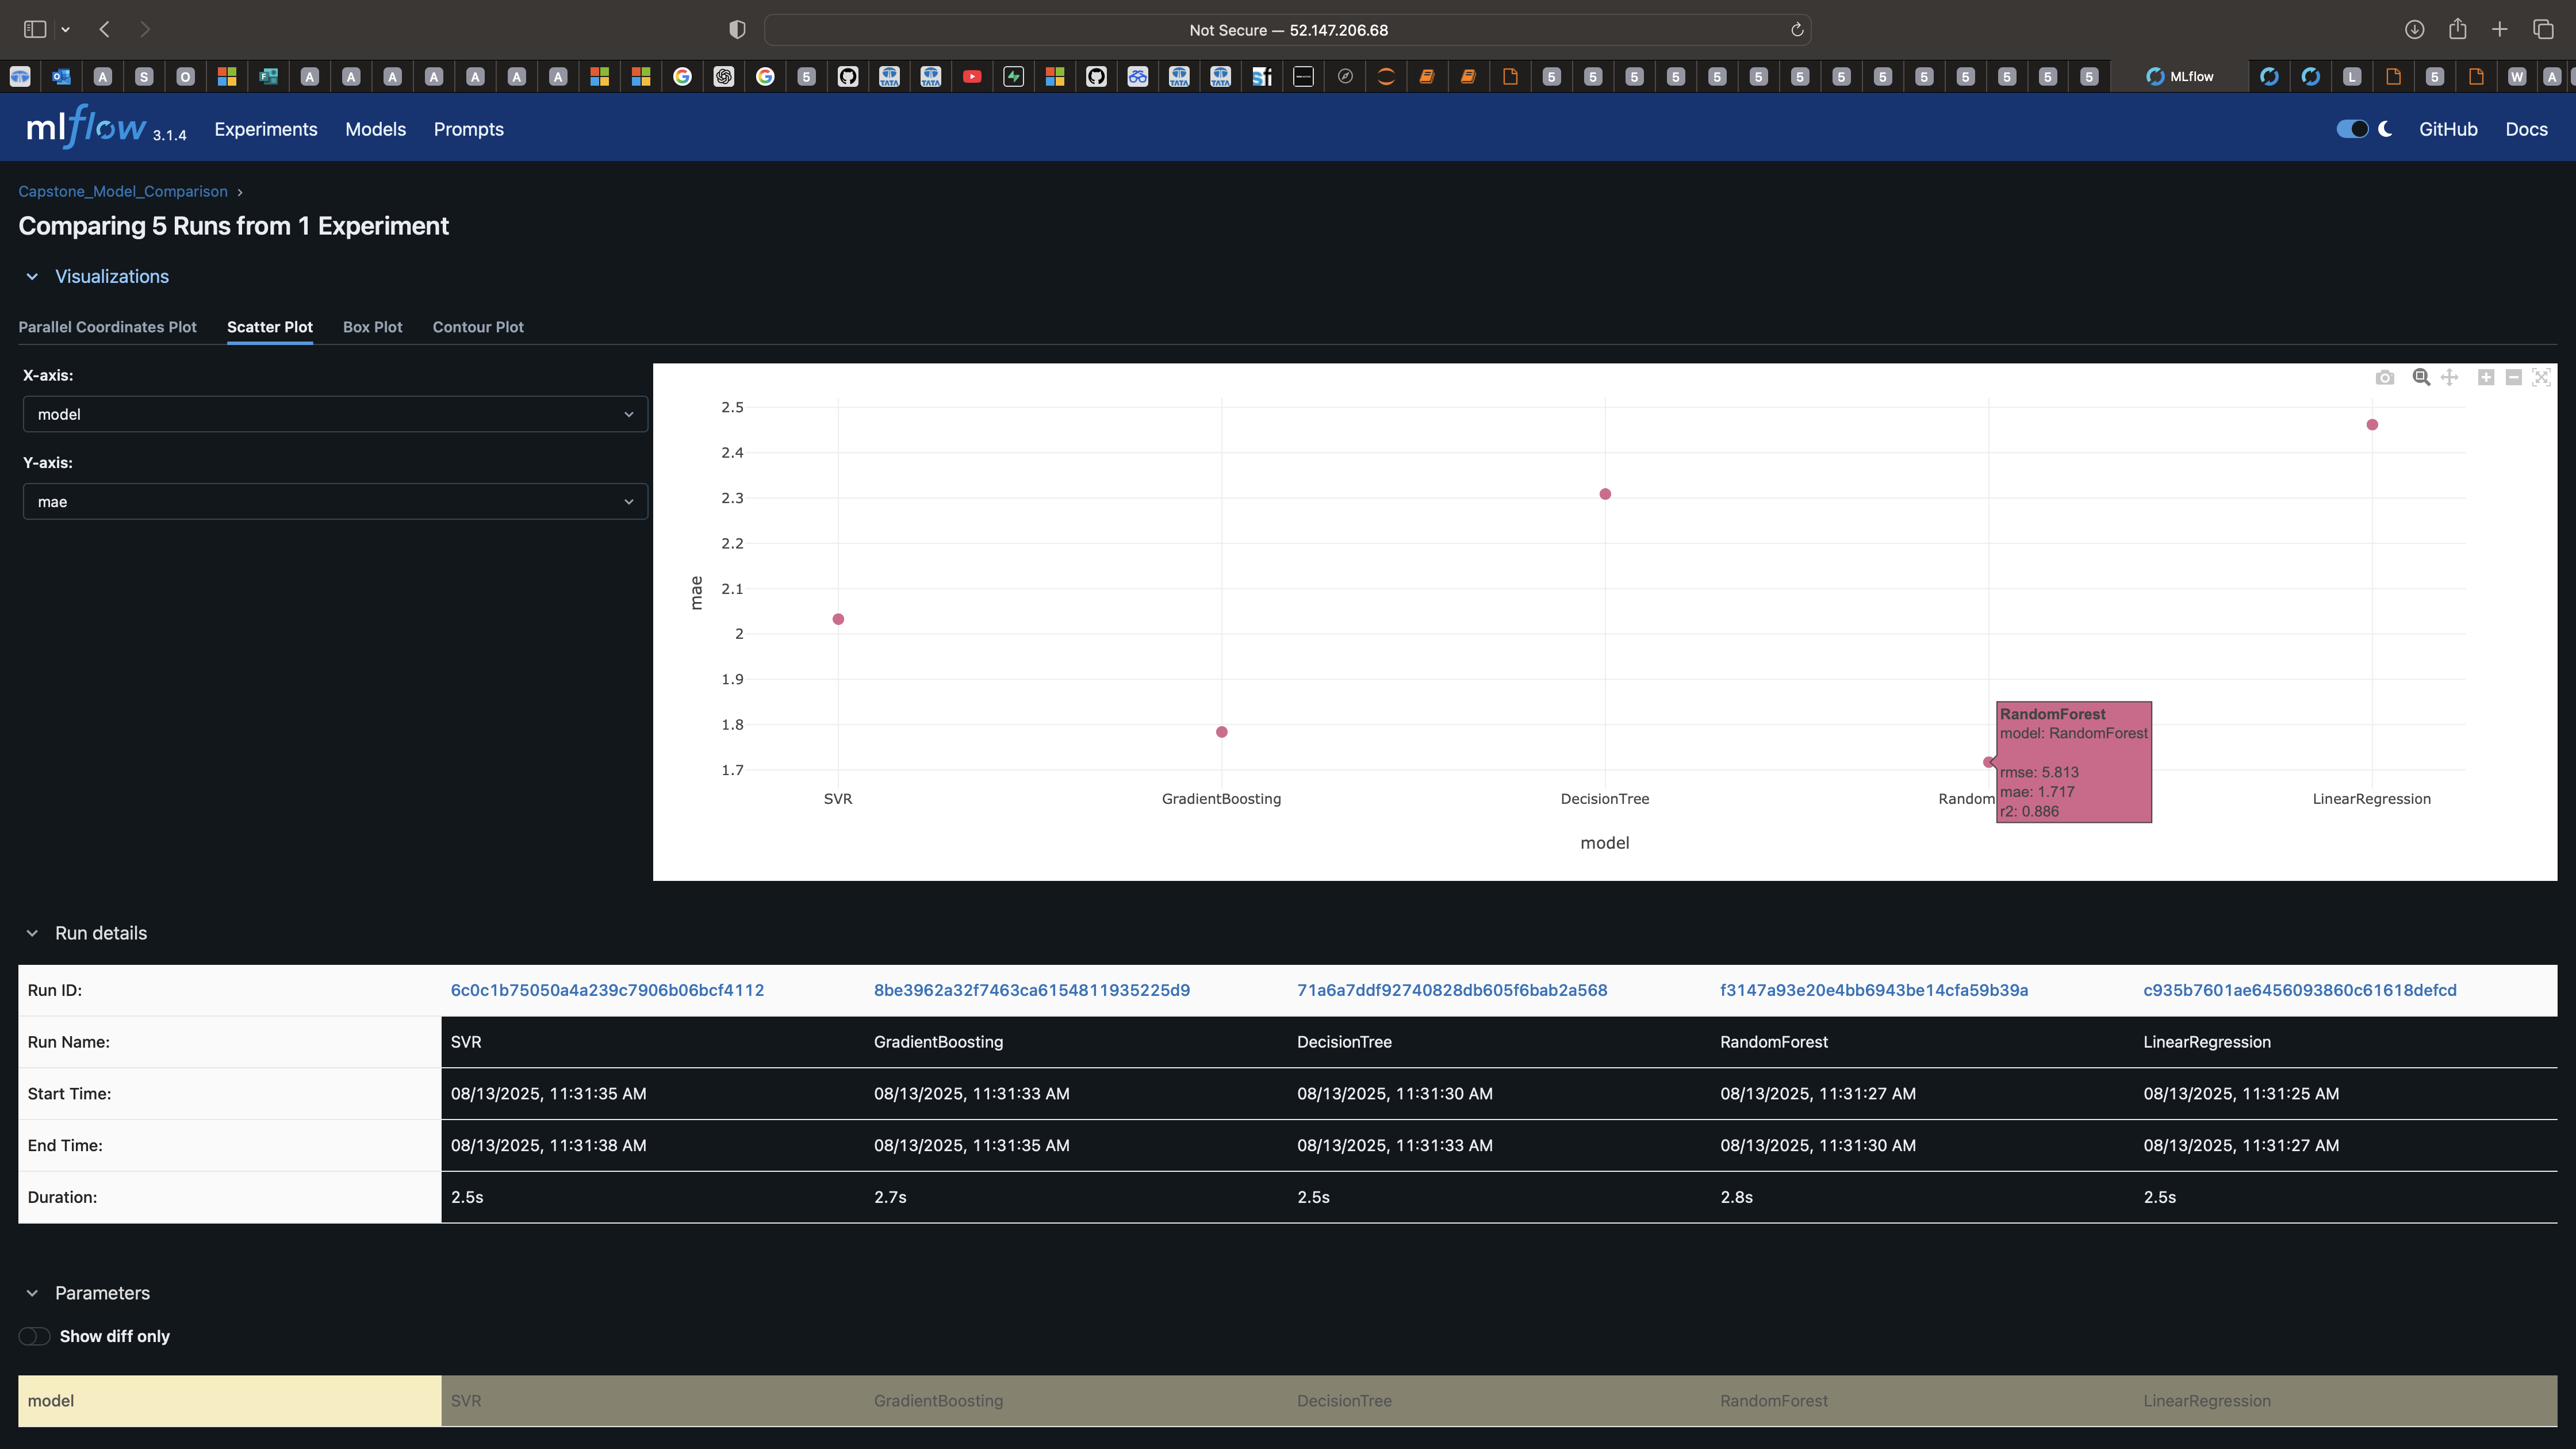 Not Secure — 52.147.206.68
MLflow
mlflow 3.1.4 Experiments Models Prompts GitHub Docs
Capstone_Model_Comparison ›
Comparing 5 Runs from 1 Experiment
Visualizations
Parallel Coordinates Plot Scatter Plot Box Plot Contour Plot
X-axis:
model
Y-axis:
mae
2.5
2.4
2.3
2.2
2.1
2
1.9
1.8
1.7
mae
SVR GradientBoosting DecisionTree Random LinearRegression
model
RandomForest
model: RandomForest
rmse: 5.813
mae: 1.717
r2: 0.886
Run details
Run ID: 6c0c1b75050a4a239c7906b06bcf4112 8be3962a32f7463ca6154811935225d9 71a6a7ddf92740828db605f6bab2a568 f3147a93e20e4bb6943be14cfa59b39a c935b7601ae6456093860c61618defcd
Run Name: SVR GradientBoosting DecisionTree RandomForest LinearRegression
Start Time: 08/13/2025, 11:31:35 AM 08/13/2025, 11:31:33 AM 08/13/2025, 11:31:30 AM 08/13/2025, 11:31:27 AM 08/13/2025, 11:31:25 AM
End Time: 08/13/2025, 11:31:38 AM 08/13/2025, 11:31:35 AM 08/13/2025, 11:31:33 AM 08/13/2025, 11:31:30 AM 08/13/2025, 11:31:27 AM
Duration: 2.5s 2.7s 2.5s 2.8s 2.5s
Parameters
Show diff only
model SVR GradientBoosting DecisionTree RandomForest LinearRegression